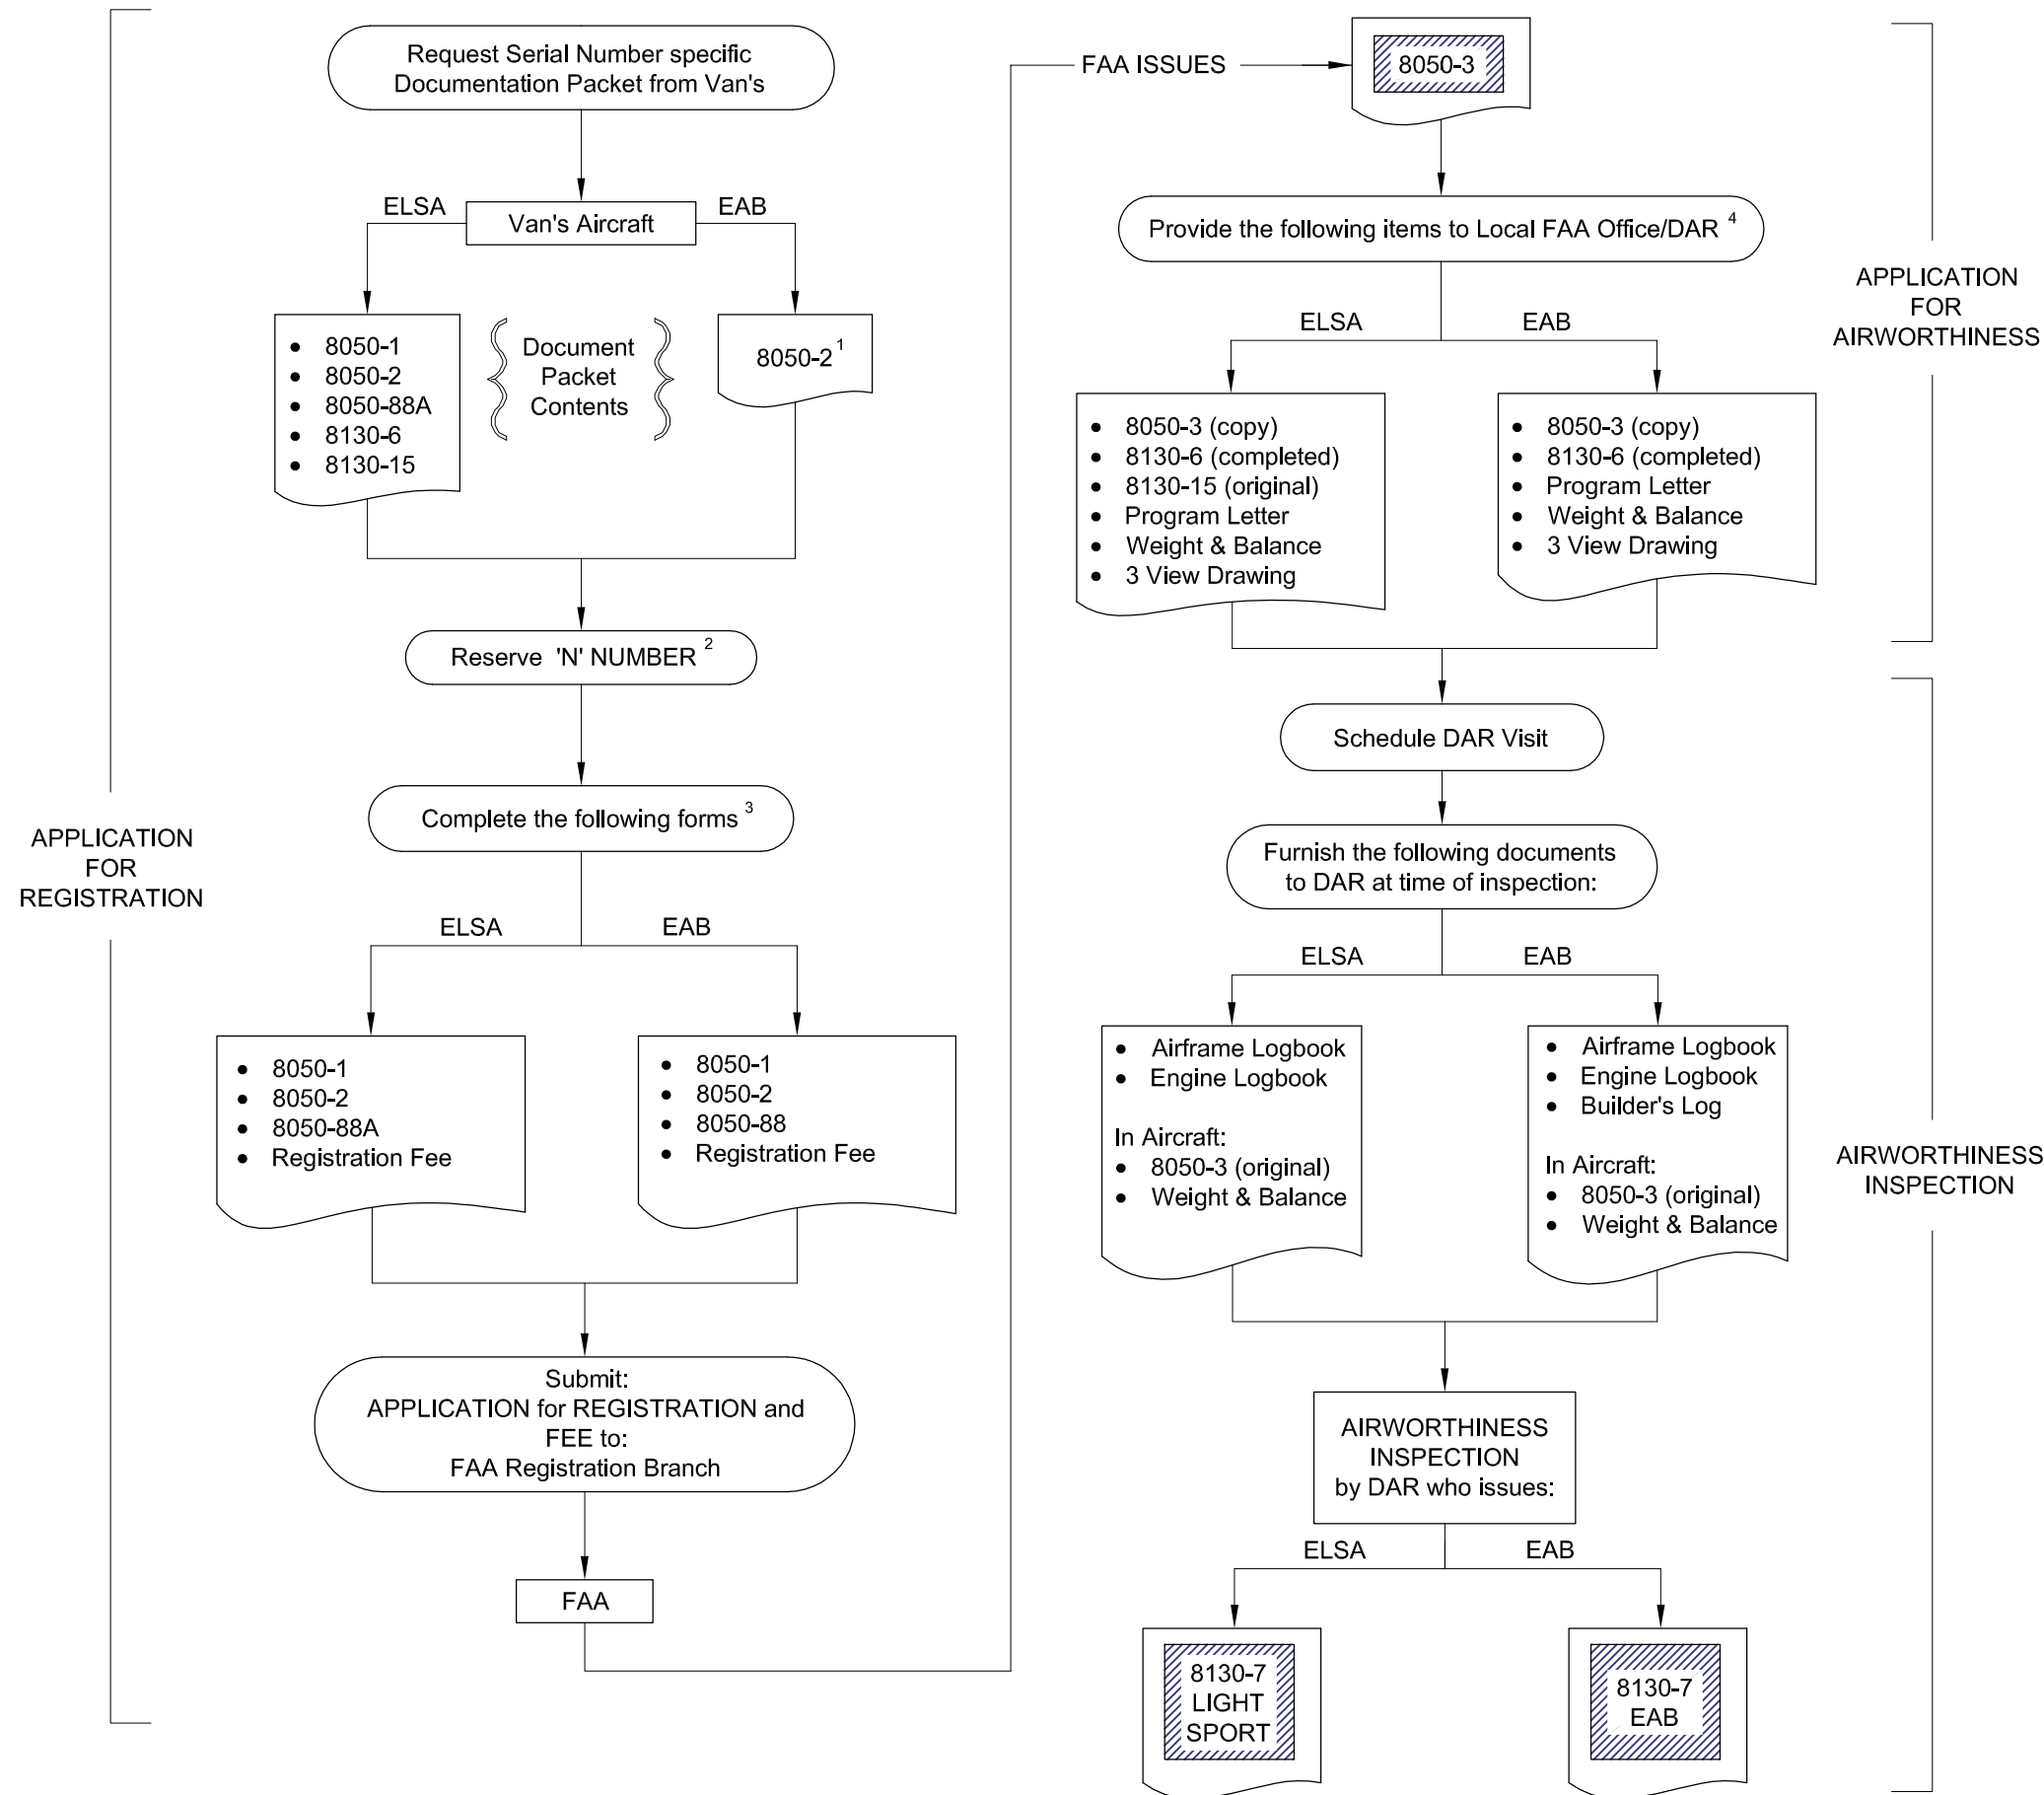 APPLICATION
FOR
REGISTRATION
Request Serial Number specific
Documentation Packet from Van's
ELSA
EAB
Van's Aircraft
• 8050-1
• 8050-2
• 8050-88A
• 8130-6
• 8130-15
Document
Packet
Contents
8050-2 1
Reserve 'N' NUMBER 2
Complete the following forms 3
ELSA
EAB
• 8050-1
• 8050-2
• 8050-88A
• Registration Fee
• 8050-1
• 8050-2
• 8050-88
• Registration Fee
Submit:
APPLICATION for REGISTRATION and
FEE to:
FAA Registration Branch
FAA
FAA ISSUES
8050-3
Provide the following items to Local FAA Office/DAR 4
ELSA
EAB
• 8050-3 (copy)
• 8130-6 (completed)
• 8130-15 (original)
• Program Letter
• Weight & Balance
• 3 View Drawing
• 8050-3 (copy)
• 8130-6 (completed)
• Program Letter
• Weight & Balance
• 3 View Drawing
APPLICATION
FOR
AIRWORTHINESS
Schedule DAR Visit
Furnish the following documents
to DAR at time of inspection:
ELSA
EAB
• Airframe Logbook
• Engine Logbook
In Aircraft:
• 8050-3 (original)
• Weight & Balance
• Airframe Logbook
• Engine Logbook
• Builder's Log
In Aircraft:
• 8050-3 (original)
• Weight & Balance
AIRWORTHINESS
INSPECTION
AIRWORTHINESS
INSPECTION
by DAR who issues:
ELSA
EAB
8130-7
LIGHT
SPORT
8130-7
EAB